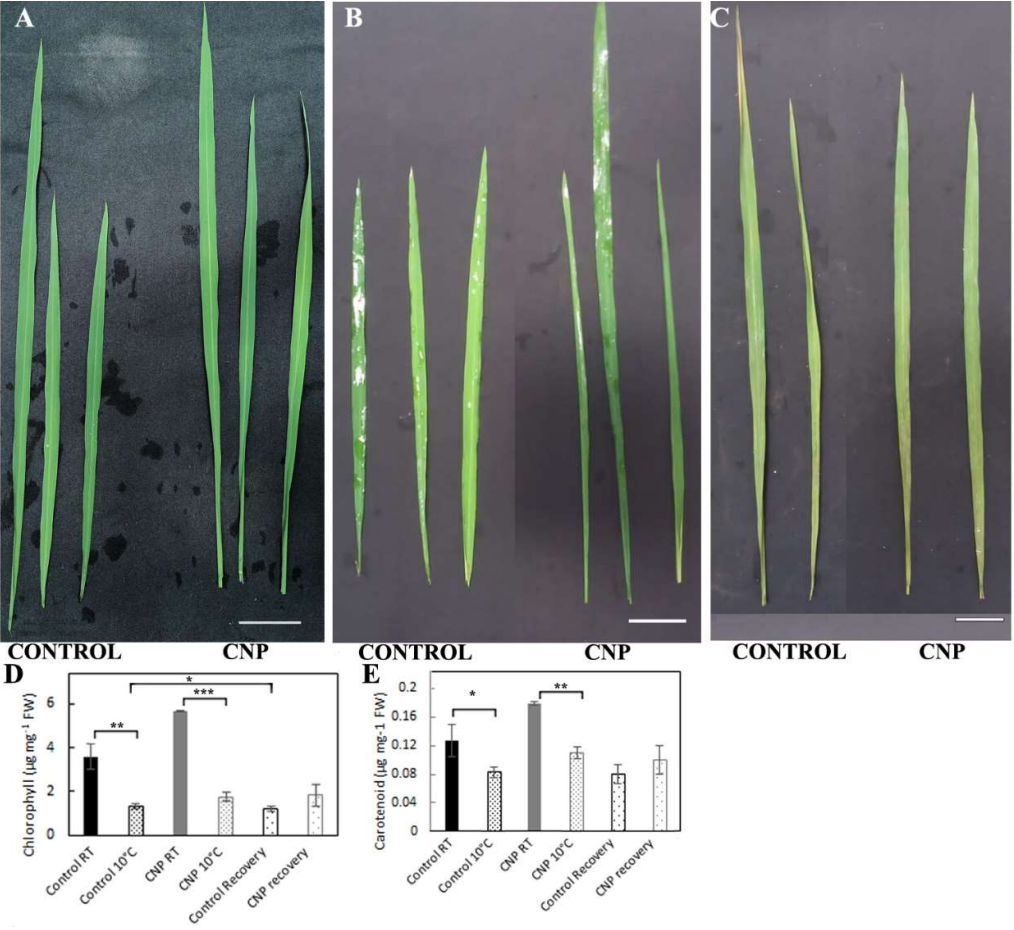 A
B
C
CONTROL
CNP
CONTROL
CNP
CONTROL
CNP
D
Chlorophyll (µg mg⁻¹ FW)
6
4
2
0
**
*
***
Control RT
Control 10°C
CNP RT
CNP 10°C
Control Recovery
CNP recovery
E
Carotenoid (µg mg-1 FW)
0.2
0.16
0.12
0.08
0.04
0
*
**
Control RT
Control 10°C
CNP RT
CNP 10°C
Control Recovery
CNP recovery